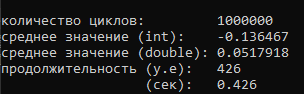 количество циклов: 1000000
среднее значение (int): -0.136467
среднее значение (double): 0.0517918
продолжительность (у.е): 426
(сек): 0.426